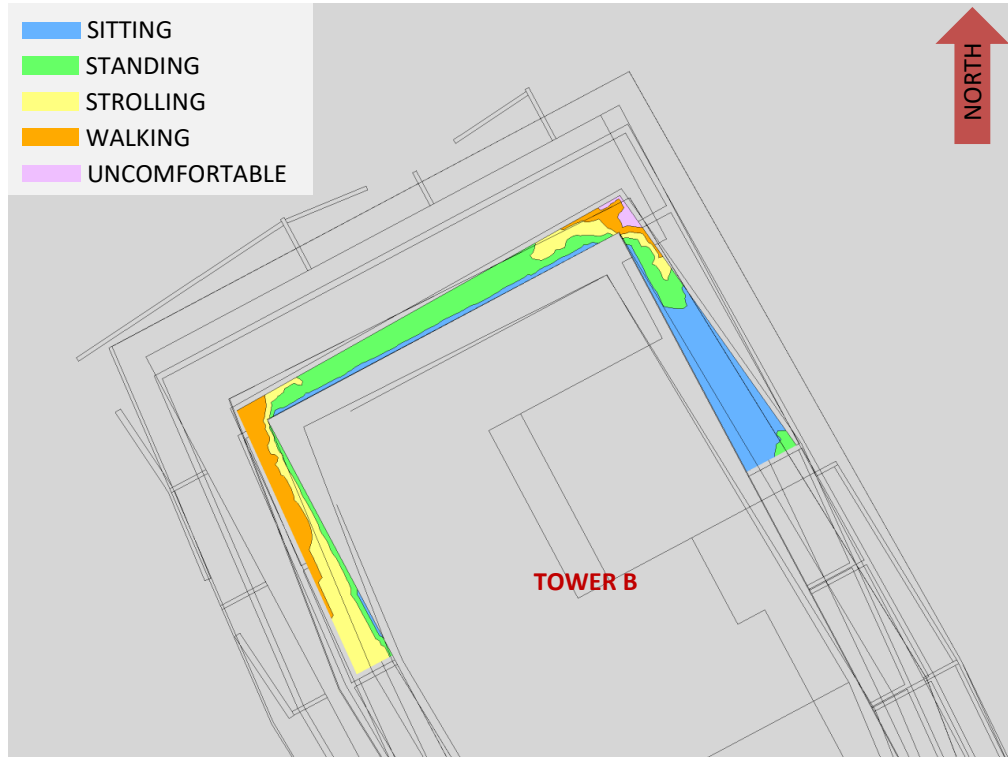 SITTING
STANDING
STROLLING
WALKING
UNCOMFORTABLE
NORTH
TOWER B